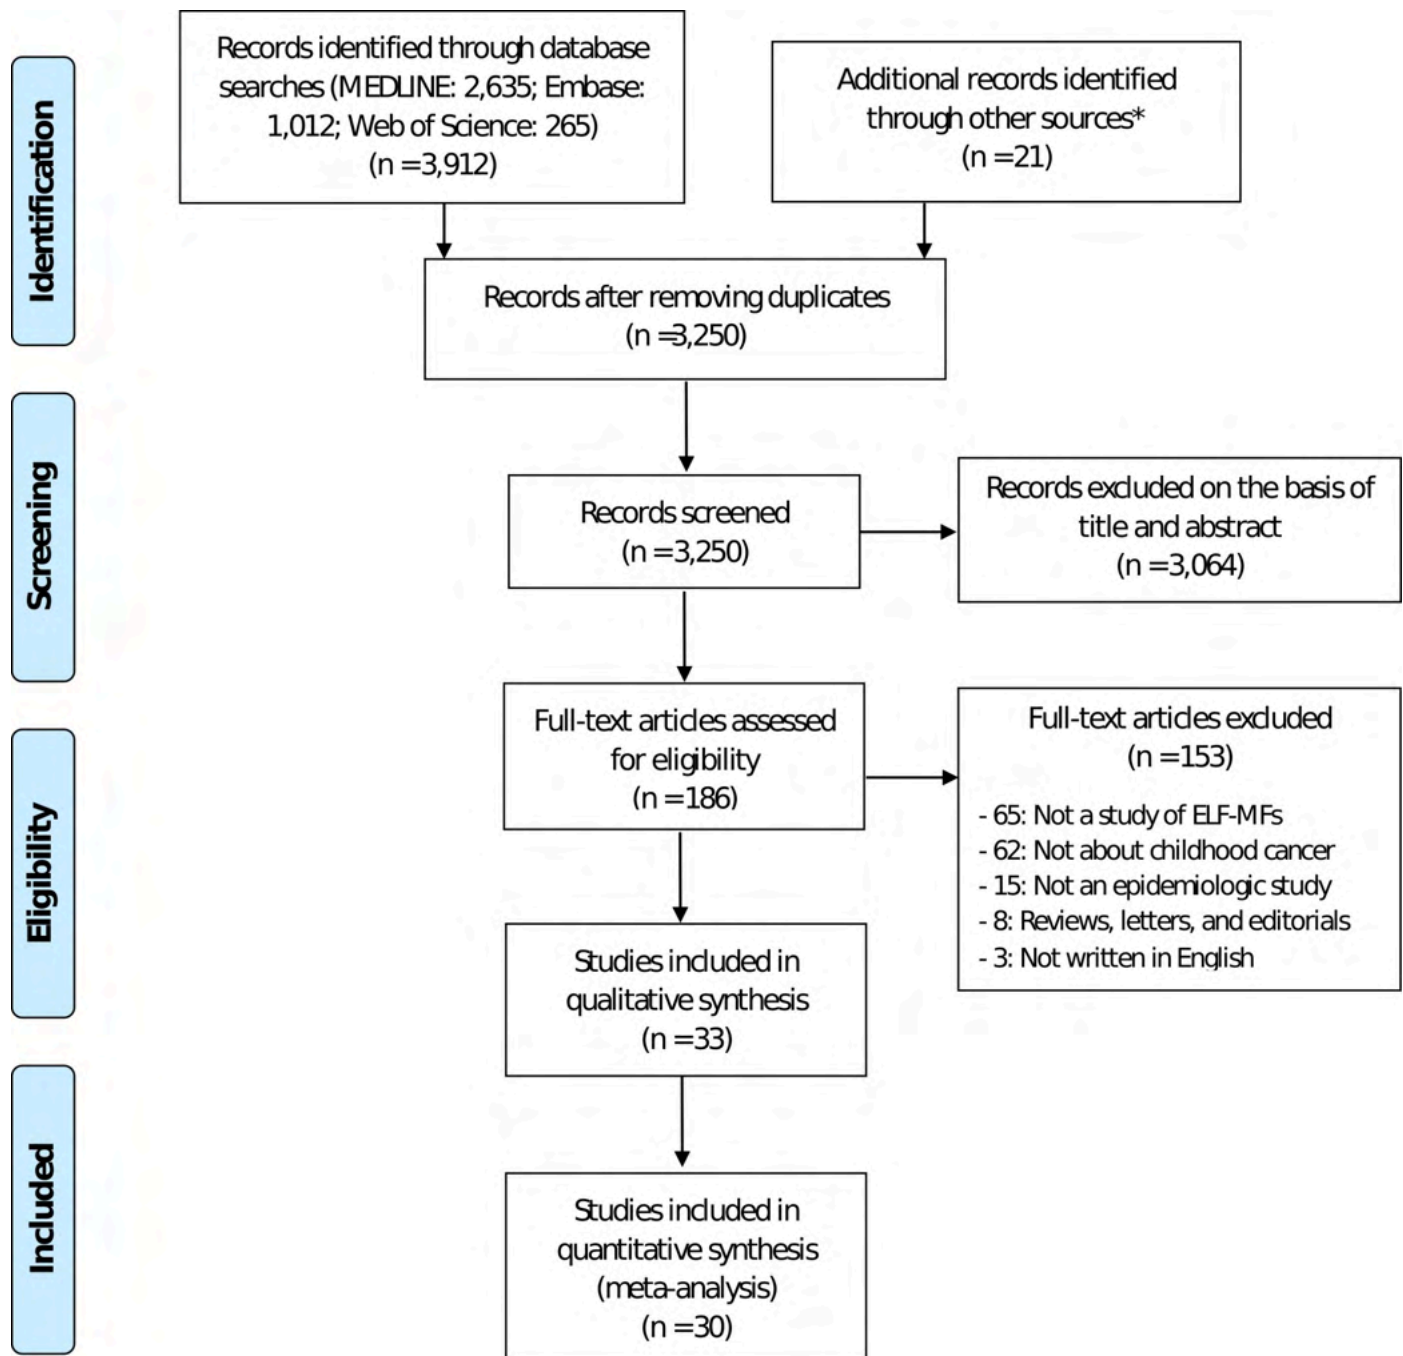 Identification
Records identified through database
searches (MEDLINE: 2,635; Embase:
1,012; Web of Science: 265)
(n = 3,912)
Additional records identified
through other sources*
(n = 21)
Records after removing duplicates
(n =3,250)
Screening
Records screened
(n = 3,250)
Records excluded on the basis of
title and abstract
(n = 3,064)
Eligibility
Full-text articles assessed
for eligibility
(n = 186)
Full-text articles excluded
(n = 153)
- 65: Not a study of ELF-MFs
- 62: Not about childhood cancer
- 15: Not an epidemiologic study
- 8: Reviews, letters, and editorials
- 3: Not written in English
Studies included in
qualitative synthesis
(n = 33)
Included
Studies included in
quantitative synthesis
(meta-analysis)
(n = 30)